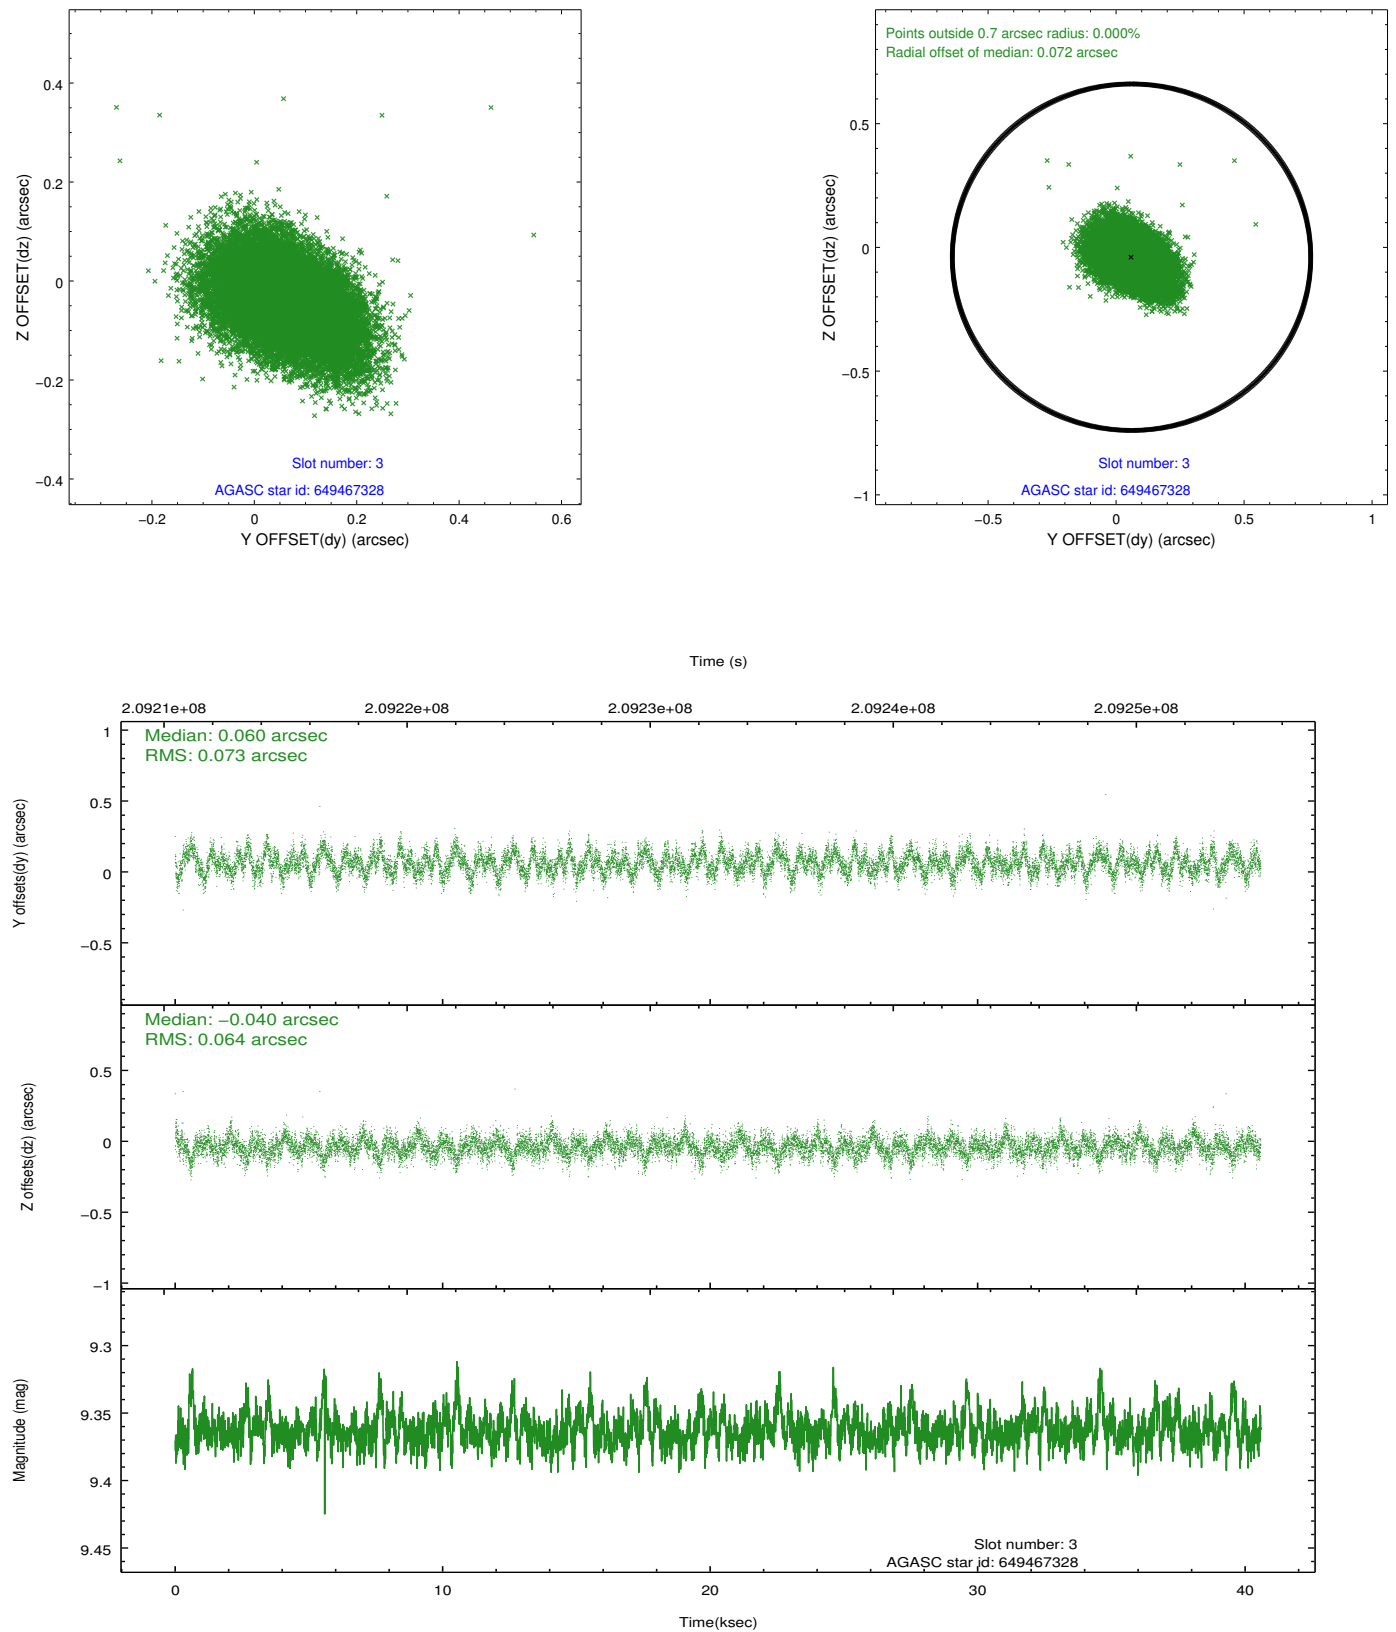 0.4
0.2
0
−0.2
−0.4
Z OFFSET(dz) (arcsec)
Slot number: 3
AGASC star id: 649467328
−0.2
0
0.2
0.4
0.6
Y OFFSET(dy) (arcsec)
Points outside 0.7 arcsec radius: 0.000%
Radial offset of median: 0.072 arcsec
0.5
0
−0.5
−1
Z OFFSET(dz) (arcsec)
Slot number: 3
AGASC star id: 649467328
−0.5
0
0.5
1
Y OFFSET(dy) (arcsec)
Time (s)
2.0921e+08
2.0922e+08
2.0923e+08
2.0924e+08
2.0925e+08
Median: 0.060 arcsec
RMS: 0.073 arcsec
1
0.5
0
−0.5
Y offsets(dy) (arcsec)
Median: −0.040 arcsec
RMS: 0.064 arcsec
0.5
0
−0.5
−1
Z offsets(dz) (arcsec)
9.3
9.35
9.4
9.45
Magnitude (mag)
Slot number: 3
AGASC star id: 649467328
0
10
20
30
40
Time(ksec)